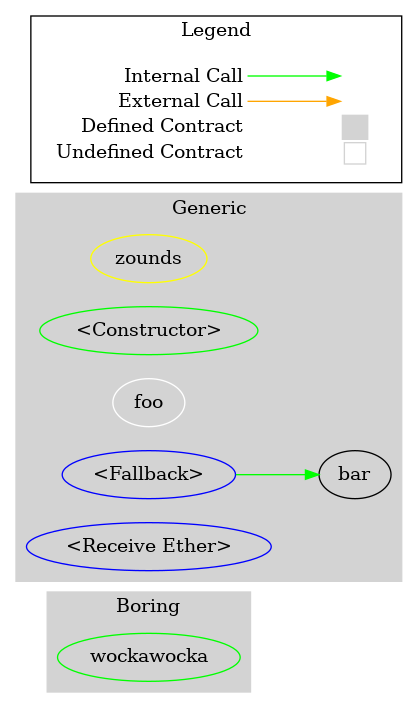 Legend
Internal Call
External Call
Defined Contract
Undefined Contract
Generic
zounds
<Constructor>
foo
<Fallback>
bar
<Receive Ether>
Boring
wockawocka